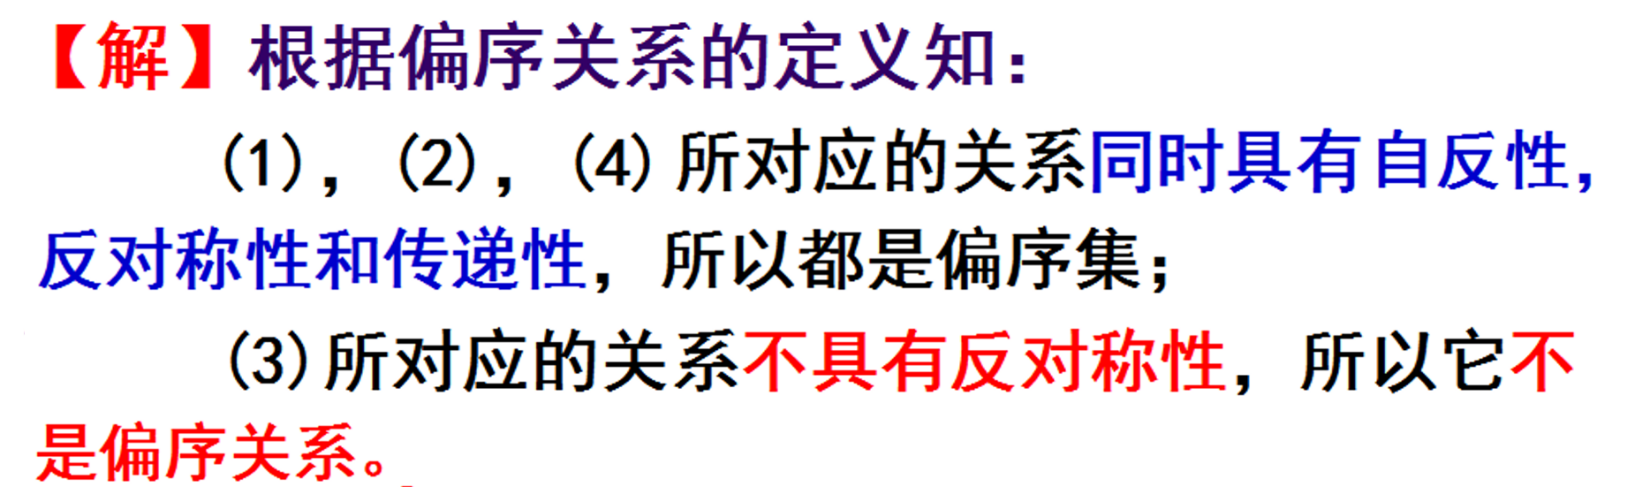 【解】根据偏序关系的定义知：
(1)，(2)，(4)所对应的关系同时具有自反性，
反对称性和传递性，所以都是偏序集；
(3)所对应的关系不具有反对称性，所以它不
是偏序关系。